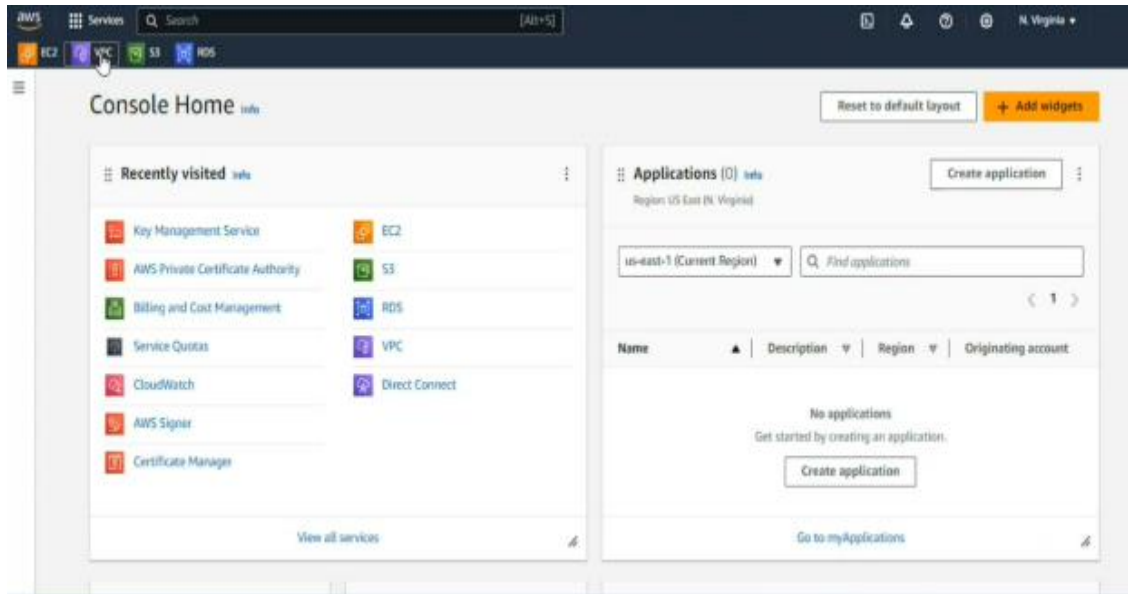 aws Services Search [Alt+S] N. Virginia
EC2 VPC S3 RDS
Console Home Info
Reset to default layout
+ Add widgets
Recently visited Info
Key Management Service
AWS Private Certificate Authority
Billing and Cost Management
Service Quotas
CloudWatch
AWS Signer
Certificate Manager
EC2
S3
RDS
VPC
Direct Connect
View all services
Applications (0) Info
Create application
Region: US East (N. Virginia)
us-east-1 (Current Region)
Find applications
1
Name Description Region Originating account
No applications
Get started by creating an application.
Create application
Go to myApplications